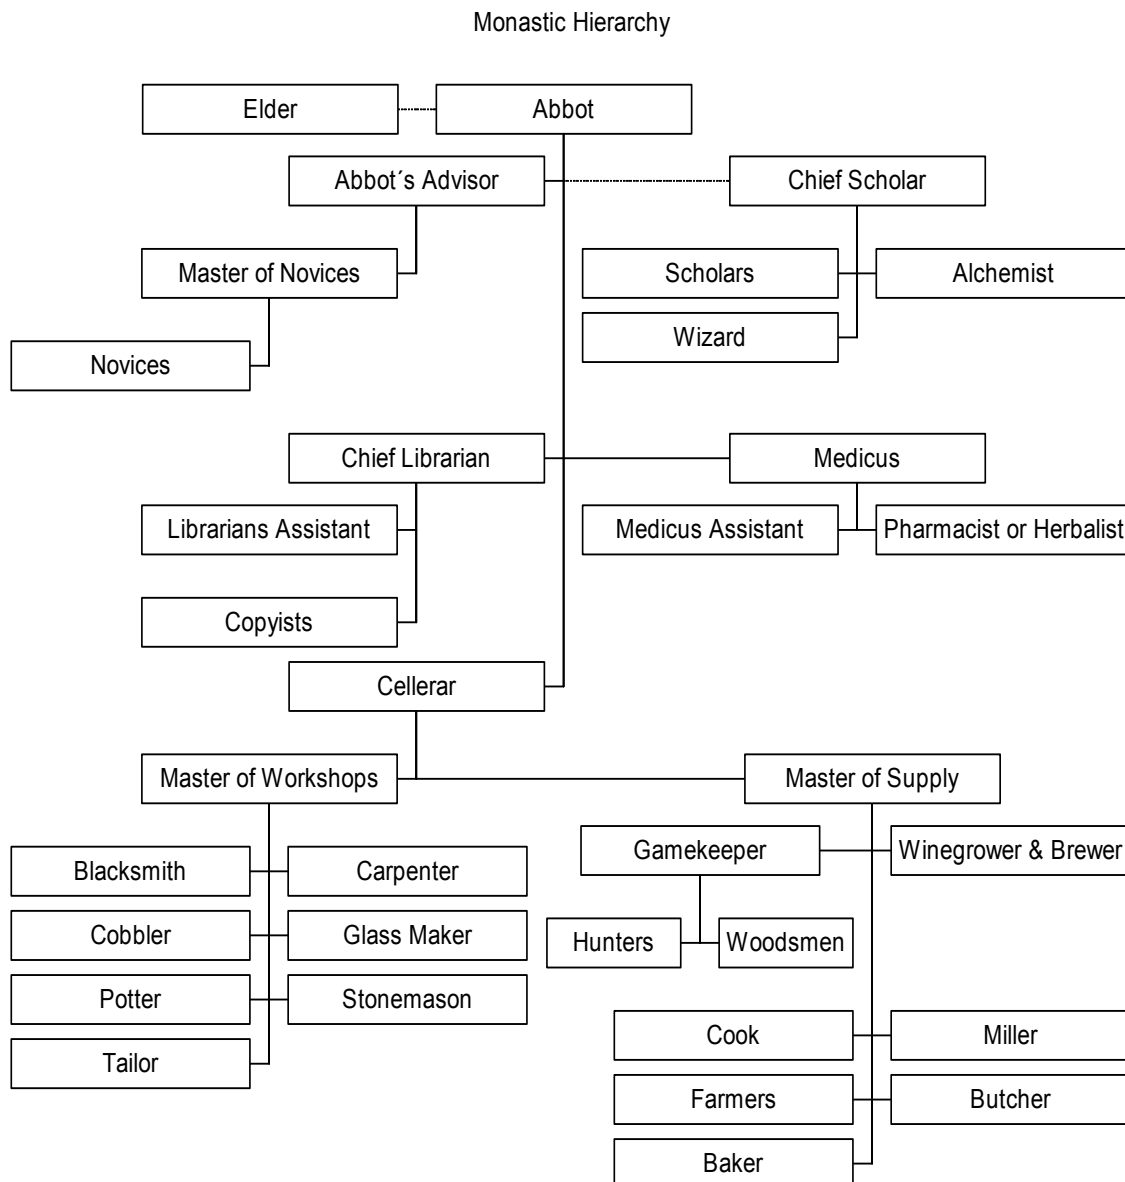 Monastic Hierarchy
Elder
Abbot
Abbot´s Advisor
Chief Scholar
Master of Novices
Scholars
Alchemist
Wizard
Novices
Chief Librarian
Medicus
Librarians Assistant
Medicus Assistant
Pharmacist or Herbalist
Copyists
Cellerar
Master of Workshops
Master of Supply
Gamekeeper
Winegrower & Brewer
Blacksmith
Carpenter
Cobbler
Glass Maker
Hunters
Woodsmen
Potter
Stonemason
Cook
Miller
Tailor
Farmers
Butcher
Baker